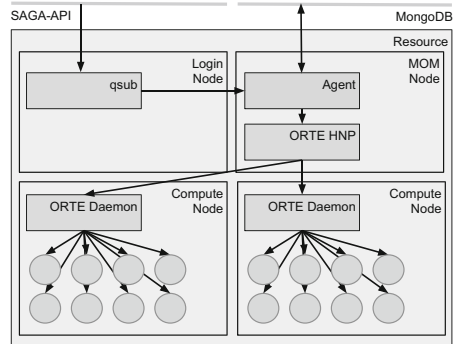 SAGA-API
MongoDB
Resource
Login
Node
MOM
Node
qsub
Agent
ORTE HNP
Compute
Node
Compute
Node
ORTE Daemon
ORTE Daemon